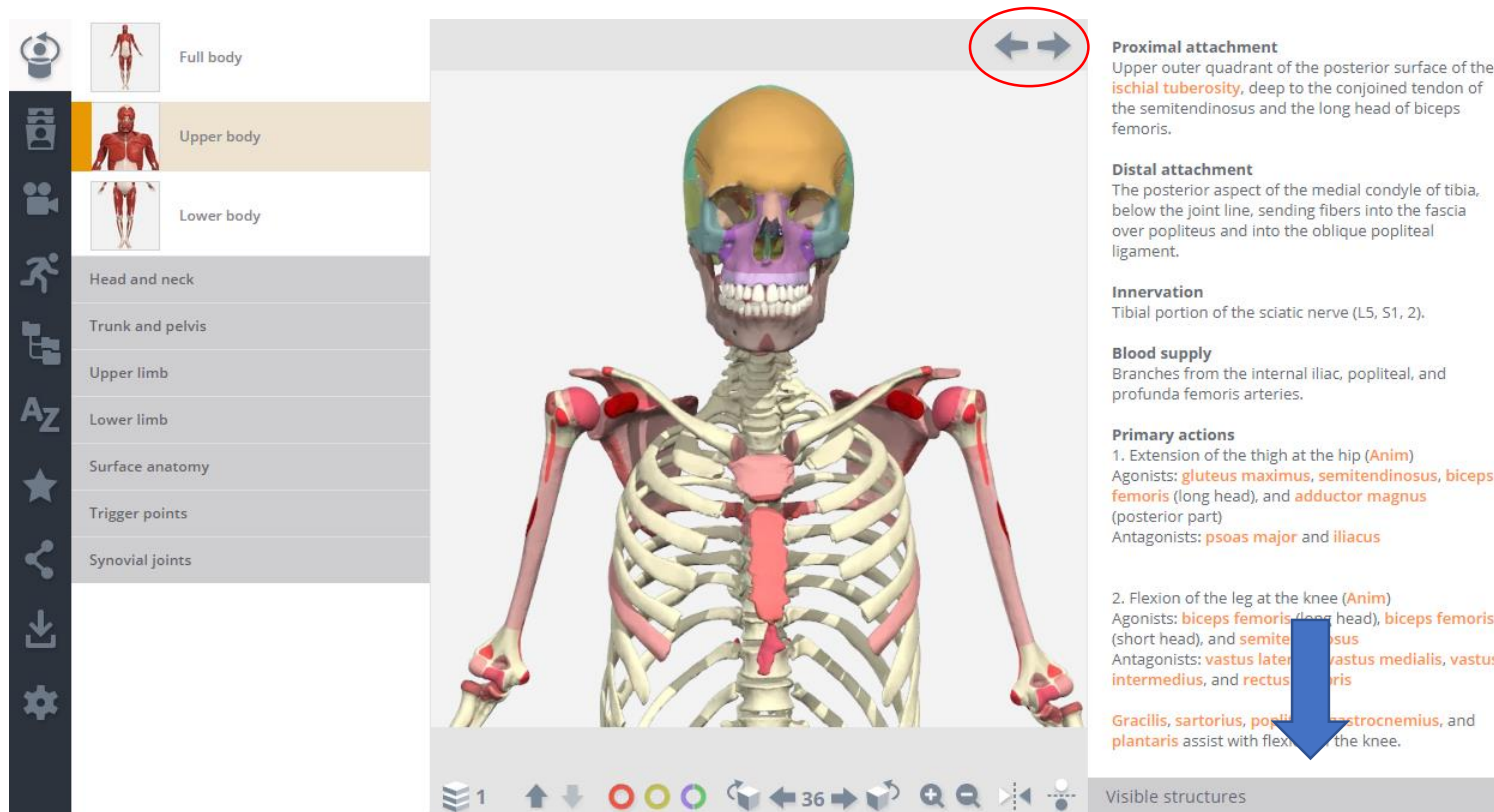 Full body
Upper body
Lower body
Head and neck
Trunk and pelvis
Upper limb
Lower limb
Surface anatomy
Trigger points
Synovial joints
AZ
1
36
Proximal attachment
Upper outer quadrant of the posterior surface of the
ischial tuberosity, deep to the conjoined tendon of
the semitendinosus and the long head of biceps
femoris.
Distal attachment
The posterior aspect of the medial condyle of tibia,
below the joint line, sending fibers into the fascia
over popliteus and into the oblique popliteal
ligament.
Innervation
Tibial portion of the sciatic nerve (L5, S1, 2).
Blood supply
Branches from the internal iliac, popliteal, and
profunda femoris arteries.
Primary actions
1. Extension of the thigh at the hip (Anim)
Agonists: gluteus maximus, semitendinosus, biceps
femoris (long head), and adductor magnus
(posterior part)
Antagonists: psoas major and iliacus
2. Flexion of the leg at the knee (Anim)
Agonists: biceps femoris (long head), biceps femoris
(short head), and
Antagonists: vastus vastus medialis, vastus
intermedius, and rectus
Gracilis, sartorius, and
plantaris assist with the knee.
Visible structures